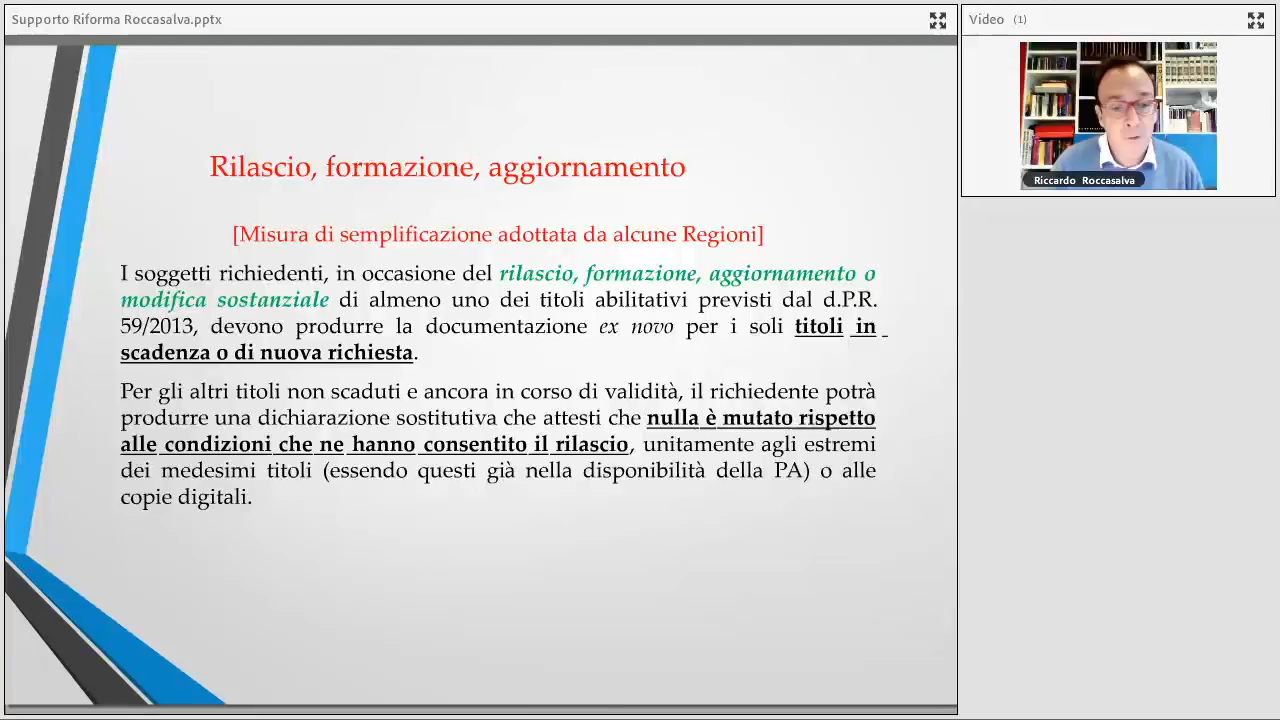 Supporto Riforma Roccasalva.pptx
Video (1)
Riccardo Roccasalva
Rilascio, formazione, aggiornamento
[Misura di semplificazione adottata da alcune Regioni]
I soggetti richiedenti, in occasione del rilascio, formazione, aggiornamento o
modifica sostanziale di almeno uno dei titoli abilitativi previsti dal d.P.R.
59/2013, devono produrre la documentazione ex novo per i soli titoli in
scadenza o di nuova richiesta.
Per gli altri titoli non scaduti e ancora in corso di validità, il richiedente potrà
produrre una dichiarazione sostitutiva che attesti che nulla è mutato rispetto
alle condizioni che ne hanno consentito il rilascio, unitamente agli estremi
dei medesimi titoli (essendo questi già nella disponibilità della PA) o alle
copie digitali.